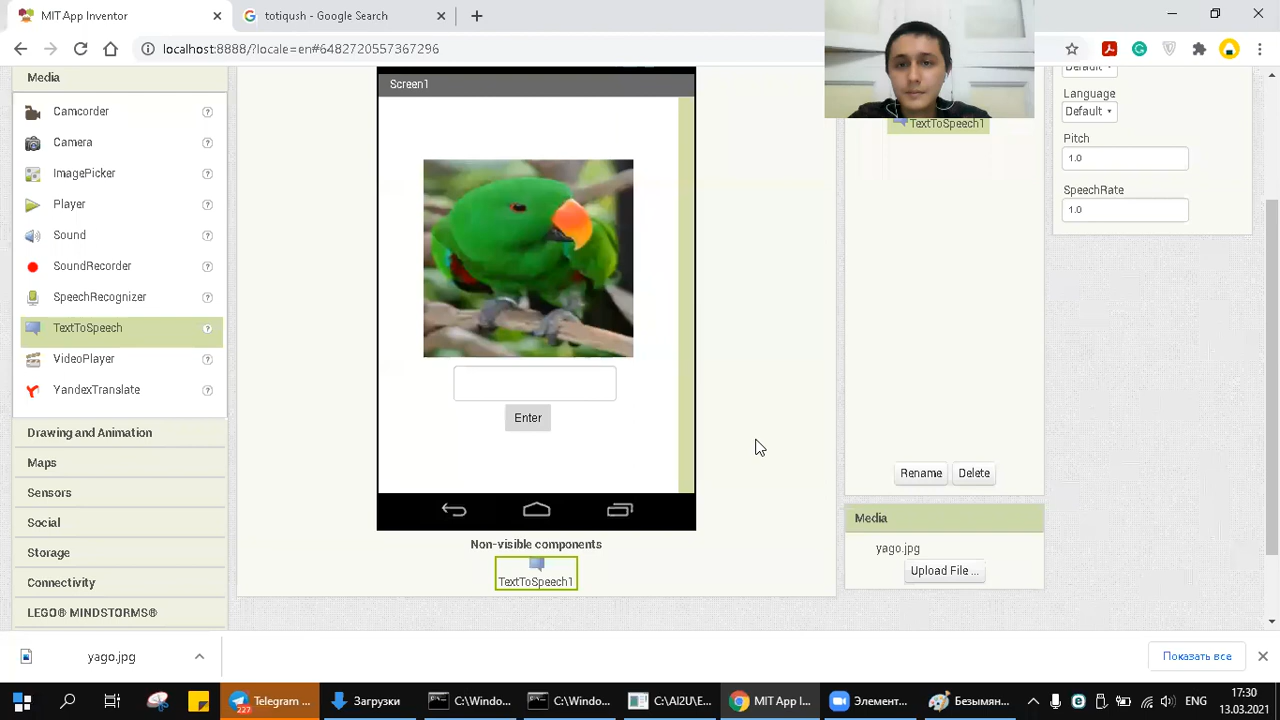 MIT App Inventor
totiqush - Google Search
localhost:8888/?locale=en#6482720557367296
Media
Camcorder
Camera
ImagePicker
Player
Sound
SoundRecorder
SpeechRecognizer
TextToSpeech
VideoPlayer
YandexTranslate
Drawing and Animation
Maps
Sensors
Social
Storage
Connectivity
LEGO® MINDSTORMS®
Screen1
Enter
Non-visible components
TextToSpeech1
TextToSpeech1
Rename
Delete
Media
yago.jpg
Upload File ...
Default
Language
Default
Pitch
1.0
SpeechRate
1.0
yago.jpg
Показать все
Telegram ...
227
Загрузки
C:\Windo...
C:\Windo...
C:\AI2U\E...
MIT App I...
Элемент...
Безымян...
ENG
17:30
13.03.2021